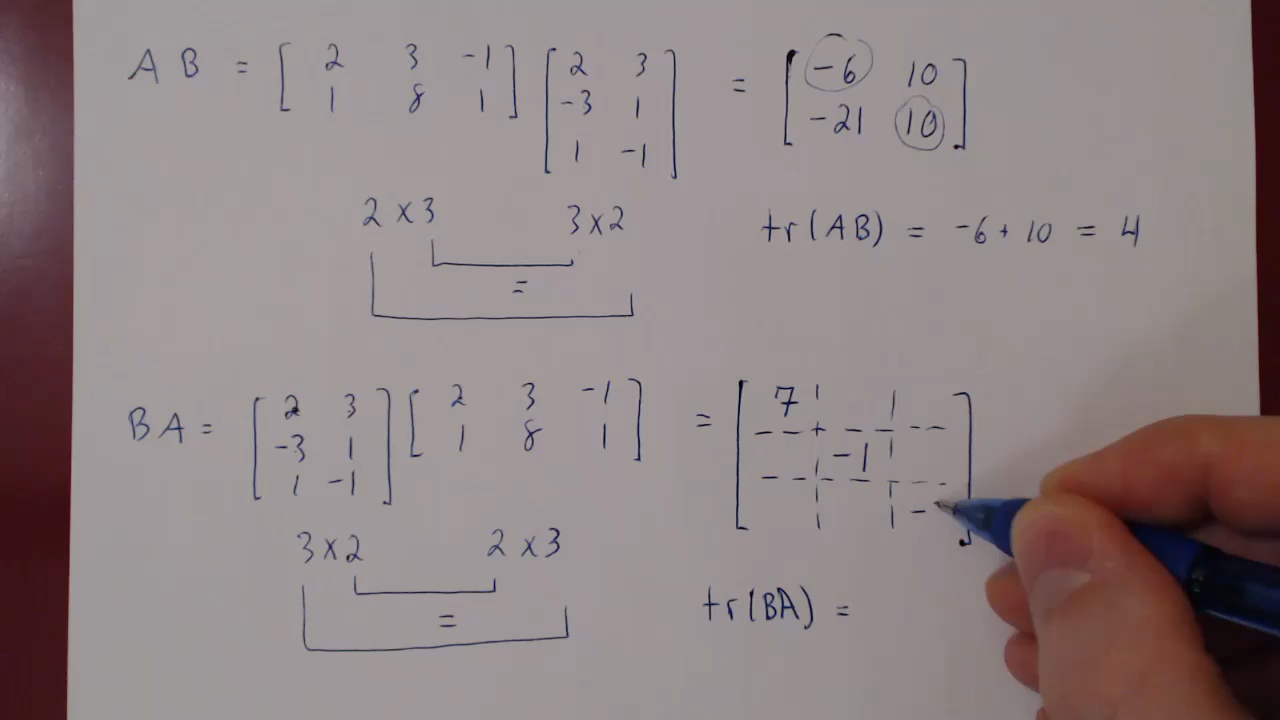 AB = [ 2 3 -1 ] [ 2 3 ] = [ -6 10 ]
[ 1 8 1 ] [ -3 1 ] [ -21 10 ]
[ 1 -1 ]
2 x 3 3 x 2
=
tr(AB) = -6 + 10 = 4
BA = [ 2 3 ] [ 2 3 -1 ] = [ 7 ]
[ -3 1 ] [ 1 8 1 ] [ -1 ]
[ 1 -1 ] [ - ]
3 x 2 2 x 3
=
tr(BA) =